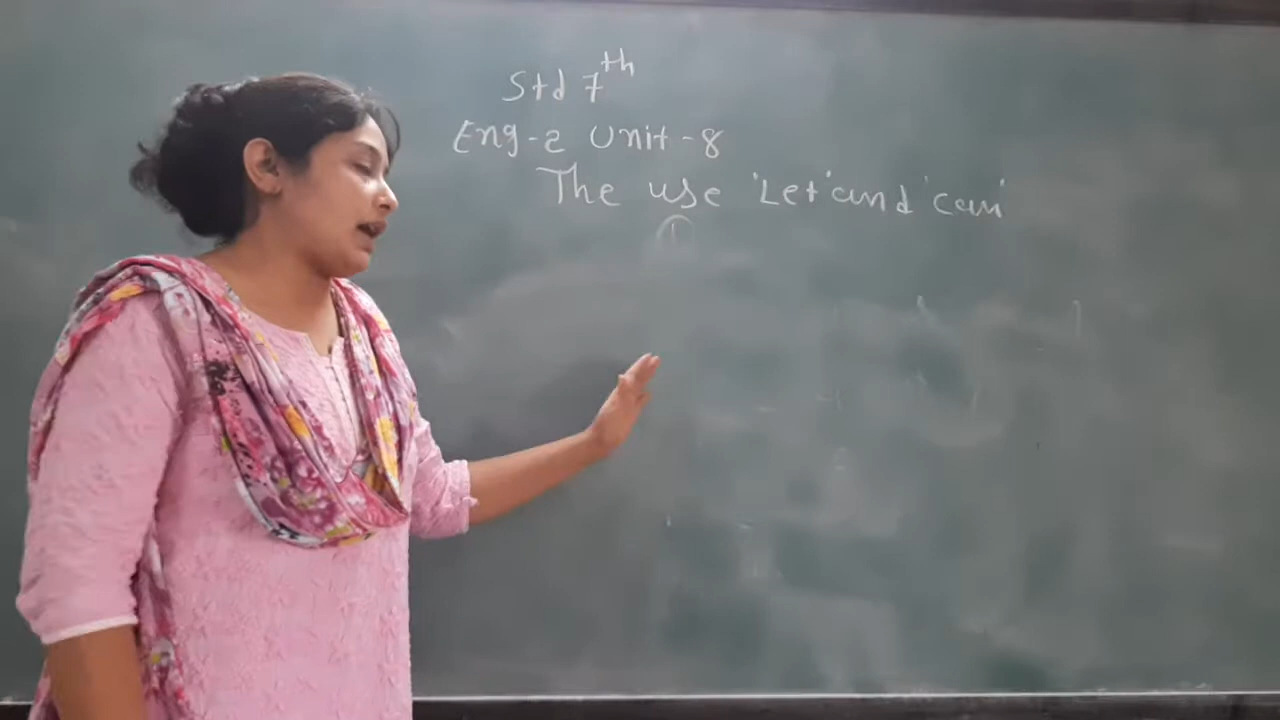 Std 7th
Eng-2 Unit-8
The use 'Let' and 'can'